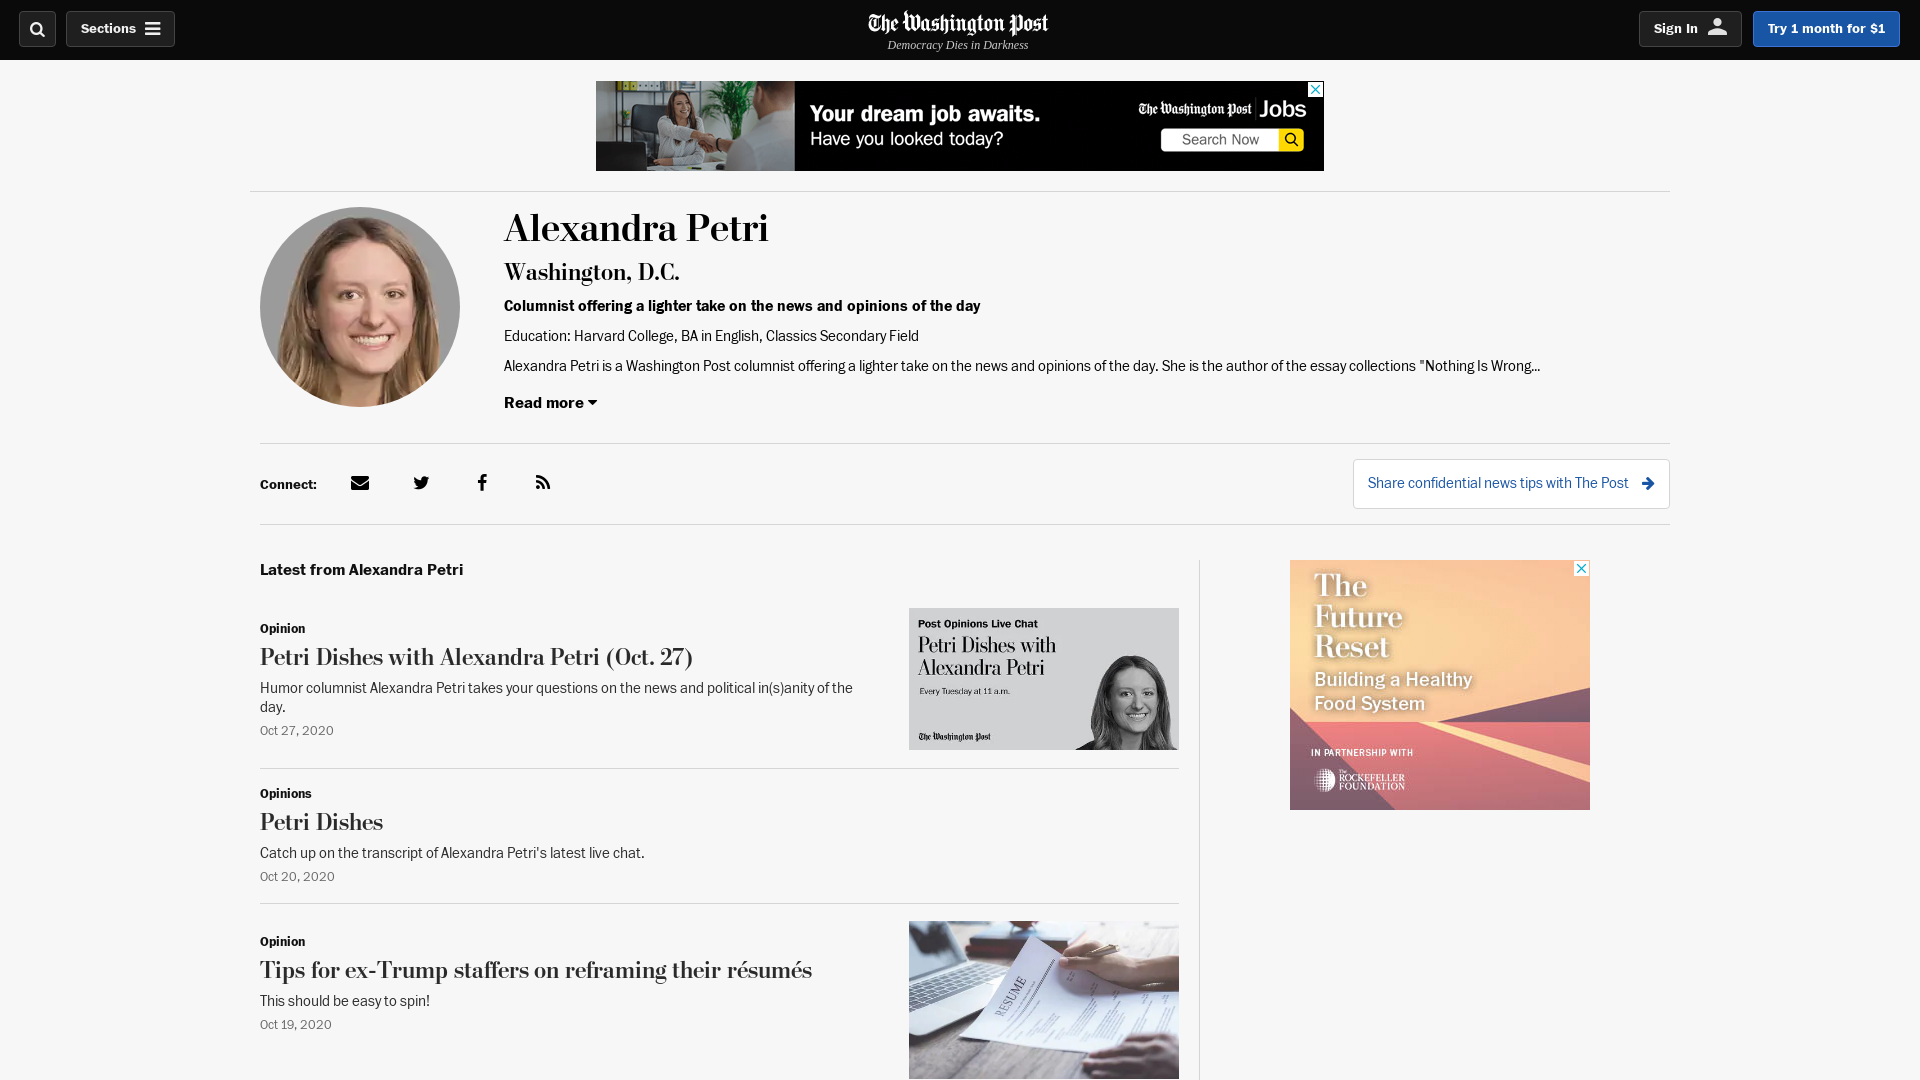 Sections
The Washington Post
Democracy Dies in Darkness
Sign In
Try 1 month for $1
Your dream job awaits.
Have you looked today?
The Washington Post Jobs
Search Now
Alexandra Petri
Washington, D.C.
Columnist offering a lighter take on the news and opinions of the day
Education: Harvard College, BA in English, Classics Secondary Field
Alexandra Petri is a Washington Post columnist offering a lighter take on the news and opinions of the day. She is the author of the essay collections "Nothing Is Wrong...
Read more
Connect:
Share confidential news tips with The Post
Latest from Alexandra Petri
Opinion
Petri Dishes with Alexandra Petri (Oct. 27)
Humor columnist Alexandra Petri takes your questions on the news and political in(s)anity of the
day.
Oct 27, 2020
Post Opinions Live Chat
Petri Dishes with
Alexandra Petri
Every Tuesday at 11 a.m.
The Washington Post
Opinions
Petri Dishes
Catch up on the transcript of Alexandra Petri's latest live chat.
Oct 20, 2020
Opinion
Tips for ex-Trump staffers on reframing their résumés
This should be easy to spin!
Oct 19, 2020
RESUME
The
Future
Reset
Building a Healthy
Food System
IN PARTNERSHIP WITH
The
ROCKEFELLER
FOUNDATION